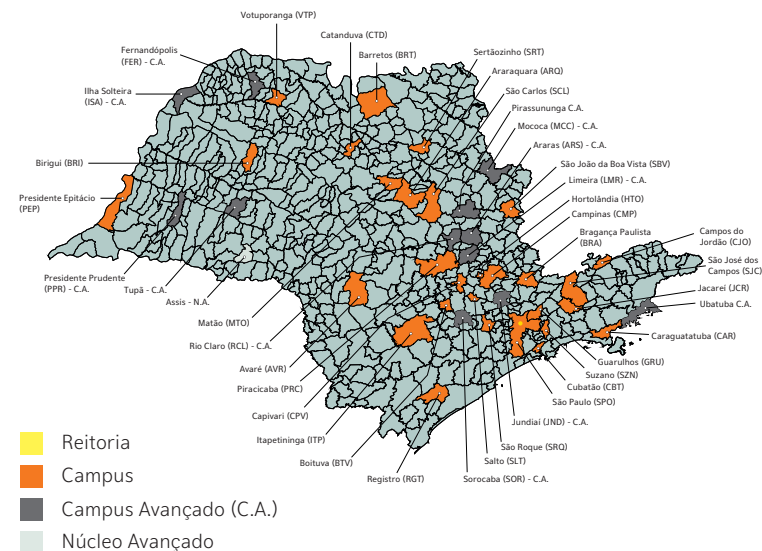 Votuporanga (VTP)
Catanduva (CTD)
Barretos (BRT)
Fernandópolis
(FER) - C.A.
Ilha Solteira
(ISA) - C.A.
Sertãozinho (SRT)
Araraquara (ARQ)
São Carlos (SCL)
Pirassununga C.A.
Mococa (MCC) - C.A.
Araras (ARS) - C.A.
São João da Boa Vista (SBV)
Limeira (LMR) - C.A.
Hortolândia (HTO)
Campinas (CMP)
Bragança Paulista
(BRA)
Campos do
Jordão (CJO)
São José dos
Campos (SJC)
Jacareí (JCR)
Ubatuba C.A.
Caraguatatuba (CAR)
Guarulhos (GRU)
Suzano (SZN)
Cubatão (CBT)
São Paulo (SPO)
Jundiaí (JND) - C.A.
São Roque (SRQ)
Salto (SLT)
Sorocaba (SOR) - C.A.
Birigui (BRI)
Presidente Epitácio
(PEP)
Presidente Prudente
(PPR) - C.A.
Tupã - C.A.
Assis - N.A.
Matão (MTO)
Rio Claro (RCL) - C.A.
Avaré (AVR)
Piracicaba (PRC)
Capivari (CPV)
Itapetininga (ITP)
Boituva (BTV)
Registro (RGT)
Reitoria
Campus
Campus Avançado (C.A.)
Núcleo Avançado